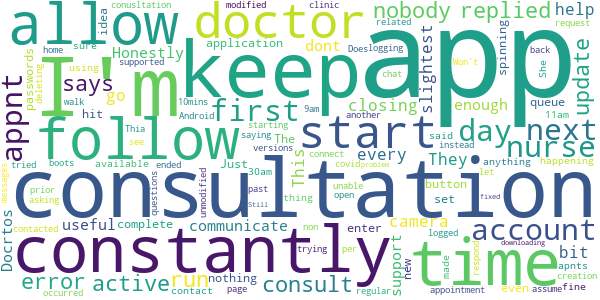 conusltation
modified
clinic
allow
idea
doctor
nobody
replied
home
sure
Honestly
application
related
Does
logging
Slightest
spinning
help
request
passwords
deleting
using
supported
dont
She
back
I'm
keep
app
update
Won't
says
go
chat
closing
enough
queue
appnt
hit
walk
10mins
Android
9am
another
11am
first
follow
Thia
see
starting
saying
The
versions
start
day
next
nurse
tried
boots
available
ended
Just
30am
This
connect
covid
problem
every
said
They
instead
anything
happening
let
messages
prior
asking
questions
unmodified
past
Still
thing
unable
open
button
set
fixed
consultation
Docrtos
contacted
useful
complete
communicate
non
trying
per
camera
enter
logged
account
bit
apnts
creation
constantly
time
error
active
run
nothing
contact
page
consult
support
new
regular
made
respond
even
downloading
appointment
assume
fine
occurred